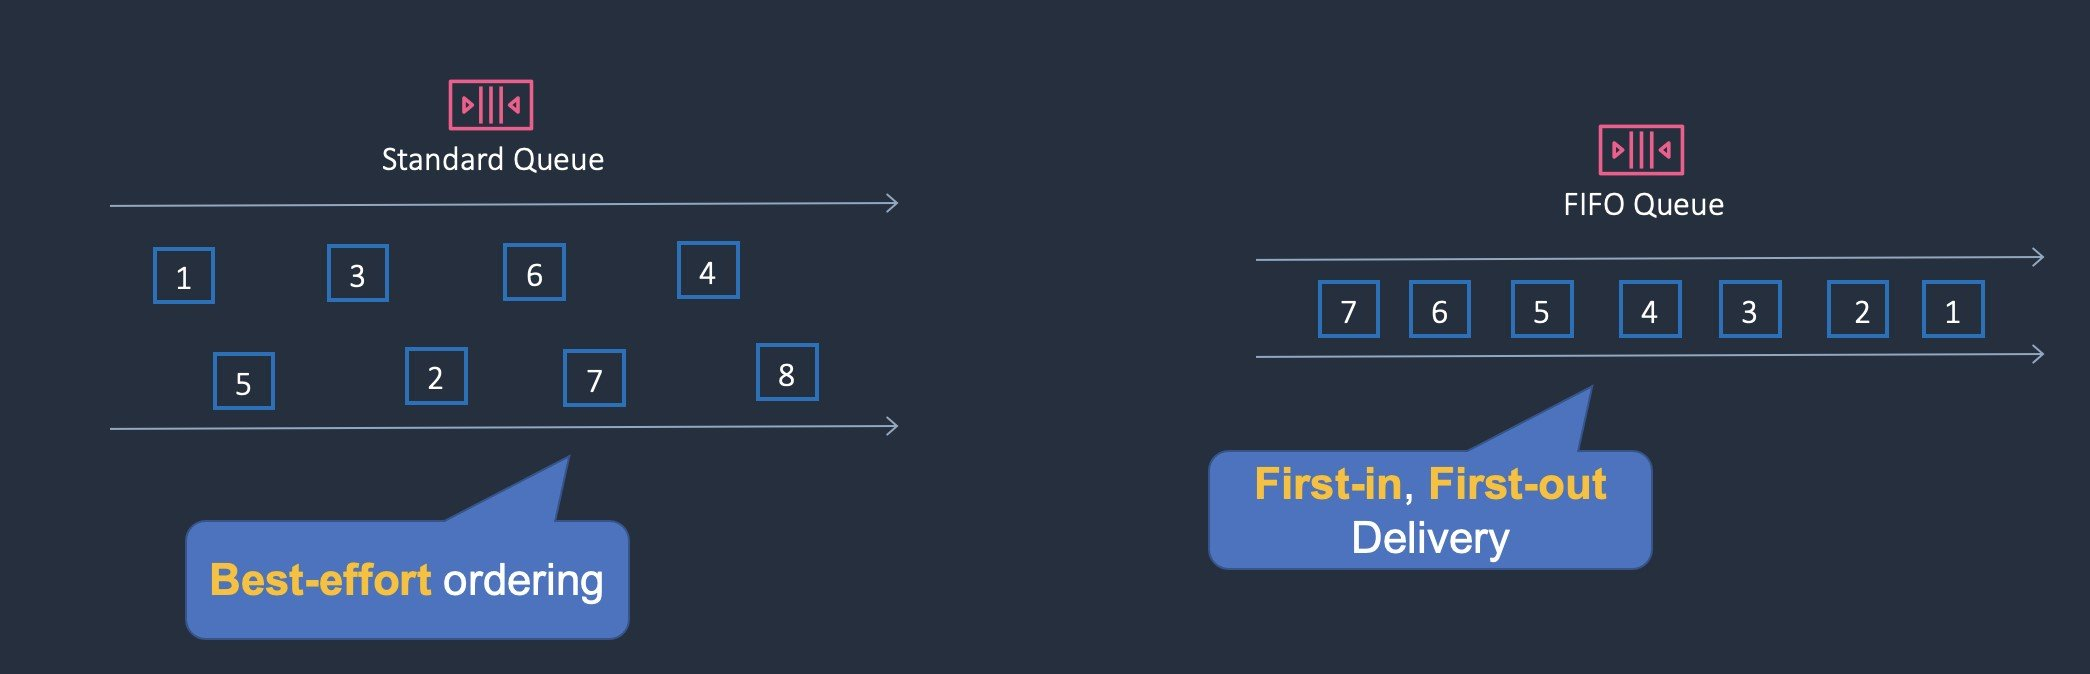 Standard Queue
1 3 6 4
5 2 7 8
Best-effort ordering
FIFO Queue
7 6 5 4 3 2 1
First-in, First-out
Delivery